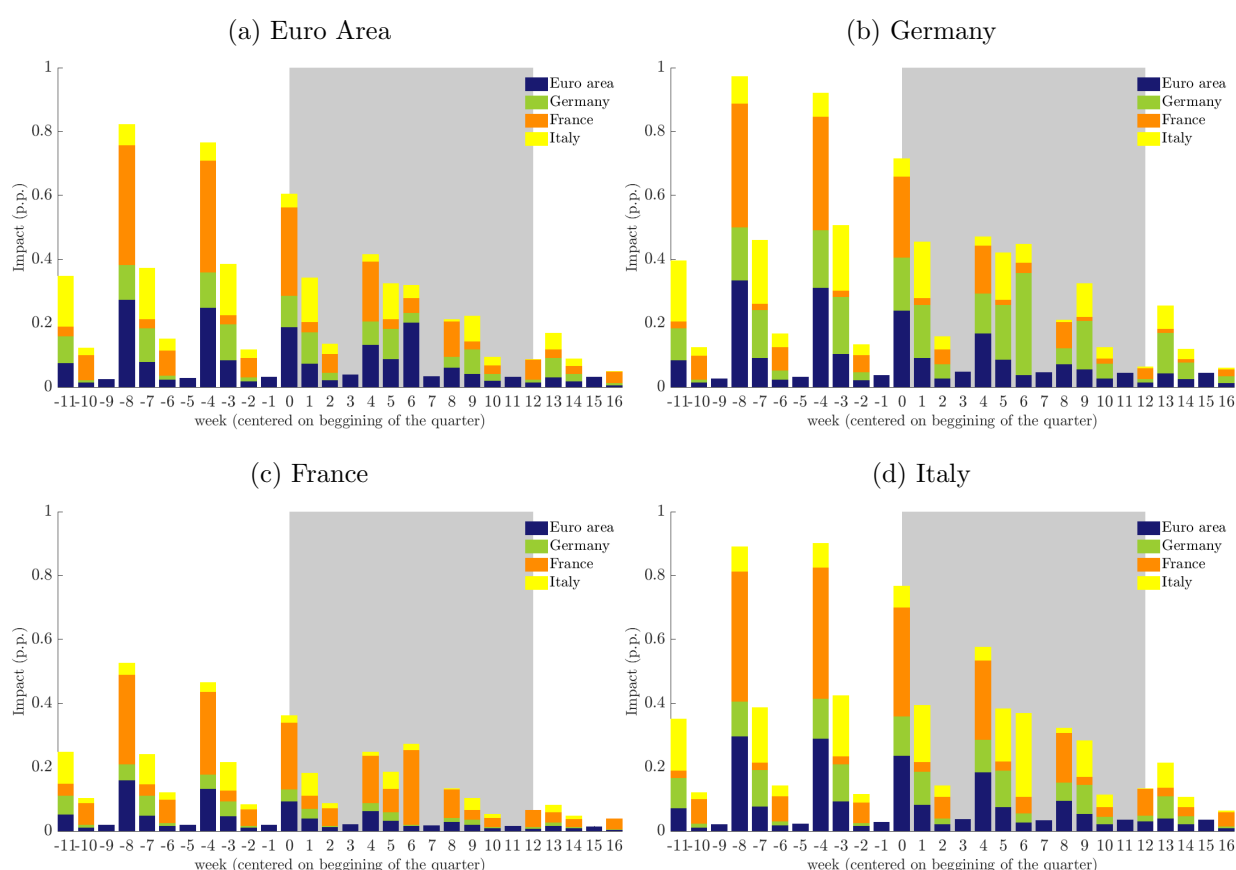 (a) Euro Area
1
0.8
0.6
0.4
0.2
0
Impact (p.p.)
Euro area
Germany
France
Italy
-11 -10 -9 -8 -7 -6 -5 -4 -3 -2 -1 0 1 2 3 4 5 6 7 8 9 10 11 12 13 14 15 16
week (centered on beggining of the quarter)
(b) Germany
1
0.8
0.6
0.4
0.2
0
Impact (p.p.)
Euro area
Germany
France
Italy
-11 -10 -9 -8 -7 -6 -5 -4 -3 -2 -1 0 1 2 3 4 5 6 7 8 9 10 11 12 13 14 15 16
week (centered on beggining of the quarter)
(c) France
1
0.8
0.6
0.4
0.2
0
Impact (p.p.)
Euro area
Germany
France
Italy
-11 -10 -9 -8 -7 -6 -5 -4 -3 -2 -1 0 1 2 3 4 5 6 7 8 9 10 11 12 13 14 15 16
week (centered on beggining of the quarter)
(d) Italy
1
0.8
0.6
0.4
0.2
0
Impact (p.p.)
Euro area
Germany
France
Italy
-11 -10 -9 -8 -7 -6 -5 -4 -3 -2 -1 0 1 2 3 4 5 6 7 8 9 10 11 12 13 14 15 16
week (centered on beggining of the quarter)